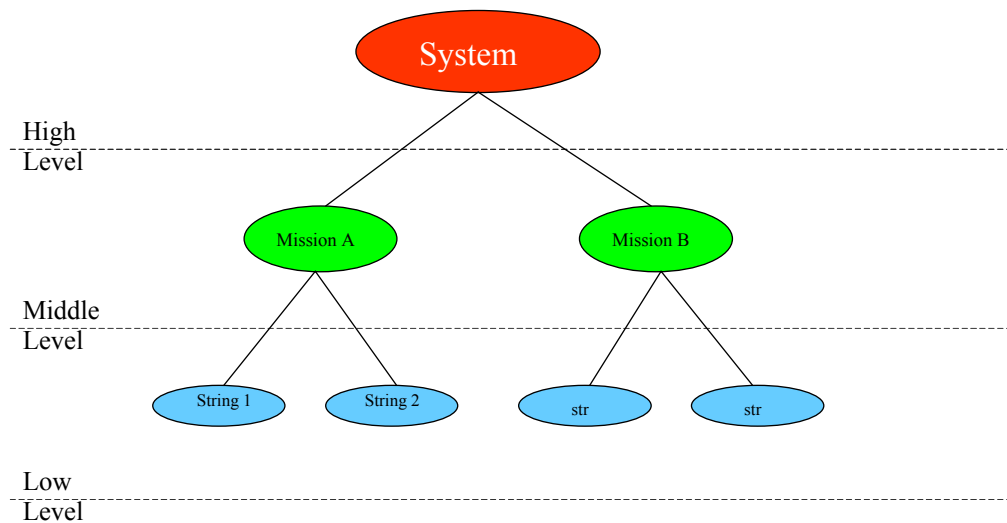 System
High
Level
Mission A
Mission B
Middle
Level
String 1
String 2
str
str
Low
Level